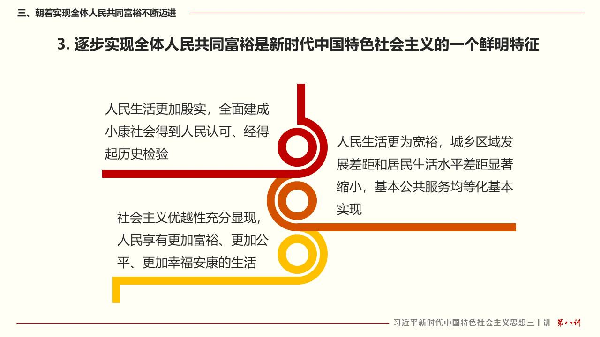 三、朝着实现全体人民共同富裕不断迈进
3. 逐步实现全体人民共同富裕是新时代中国特色社会主义的一个鲜明特征
人民生活更加殷实，全面建成
小康社会得到人民认可、经得
起历史检验
人民生活更为宽裕，城乡区域发
展差距和居民生活水平差距显著
缩小，基本公共服务均等化基本
实现
社会主义优越性充分显现，
人民享有更加富裕、更加公
平、更加幸福安康的生活
习近平新时代中国特色社会主义思想三十讲 第八讲